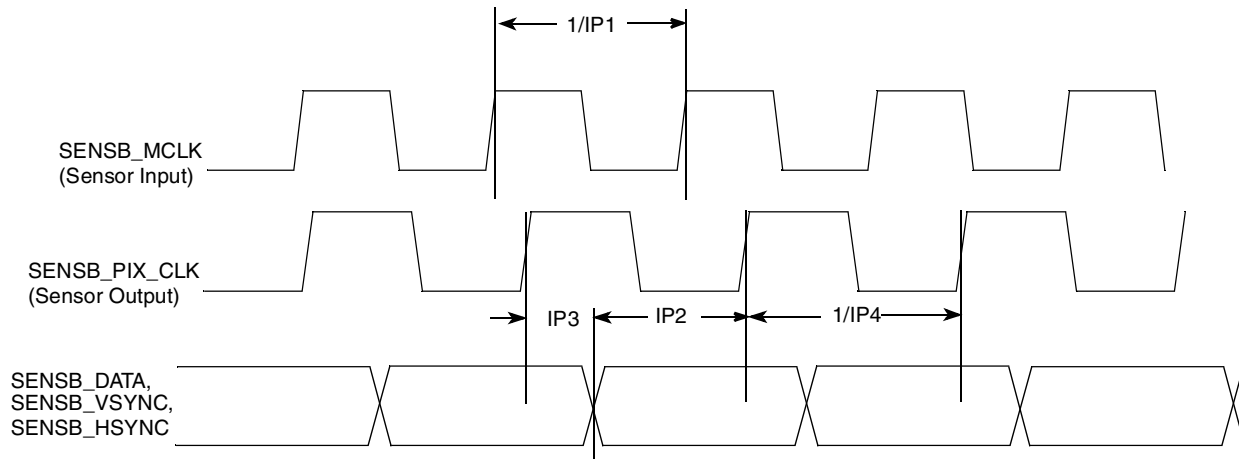 1/IP1
SENSB_MCLK
(Sensor Input)
SENSB_PIX_CLK
(Sensor Output)
IP3
IP2
1/IP4
SENSB_DATA,
SENSB_VSYNC,
SENSB_HSYNC